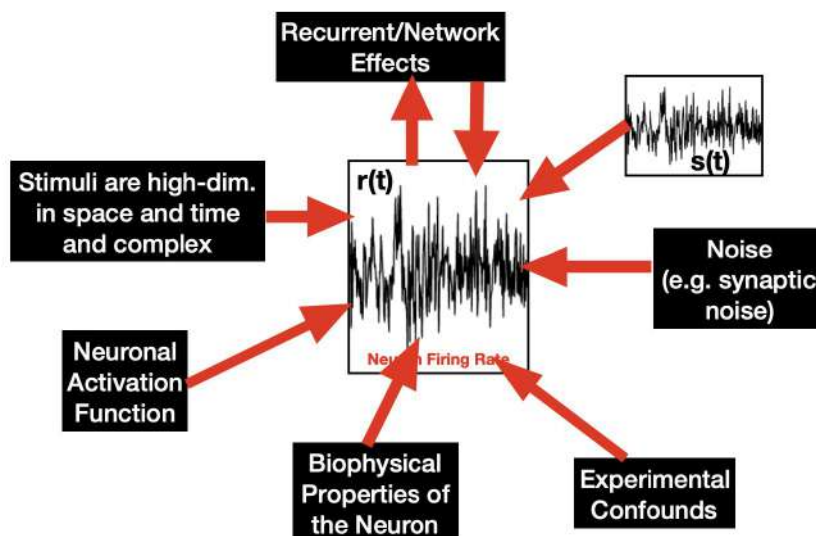 Recurrent/Network
Effects
s(t)
r(t)
Stimuli are high-dim.
in space and time
and complex
Noise
(e.g. synaptic
noise)
Neuronal
Activation
Function
Neuron Firing Rate
Biophysical
Properties of
the Neuron
Experimental
Confounds